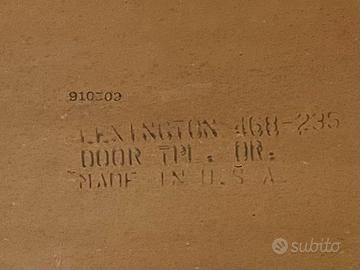 910309
LEXINGTON 468-235
DOOR TPL. DR.
MADE IN U.S.A.
subito